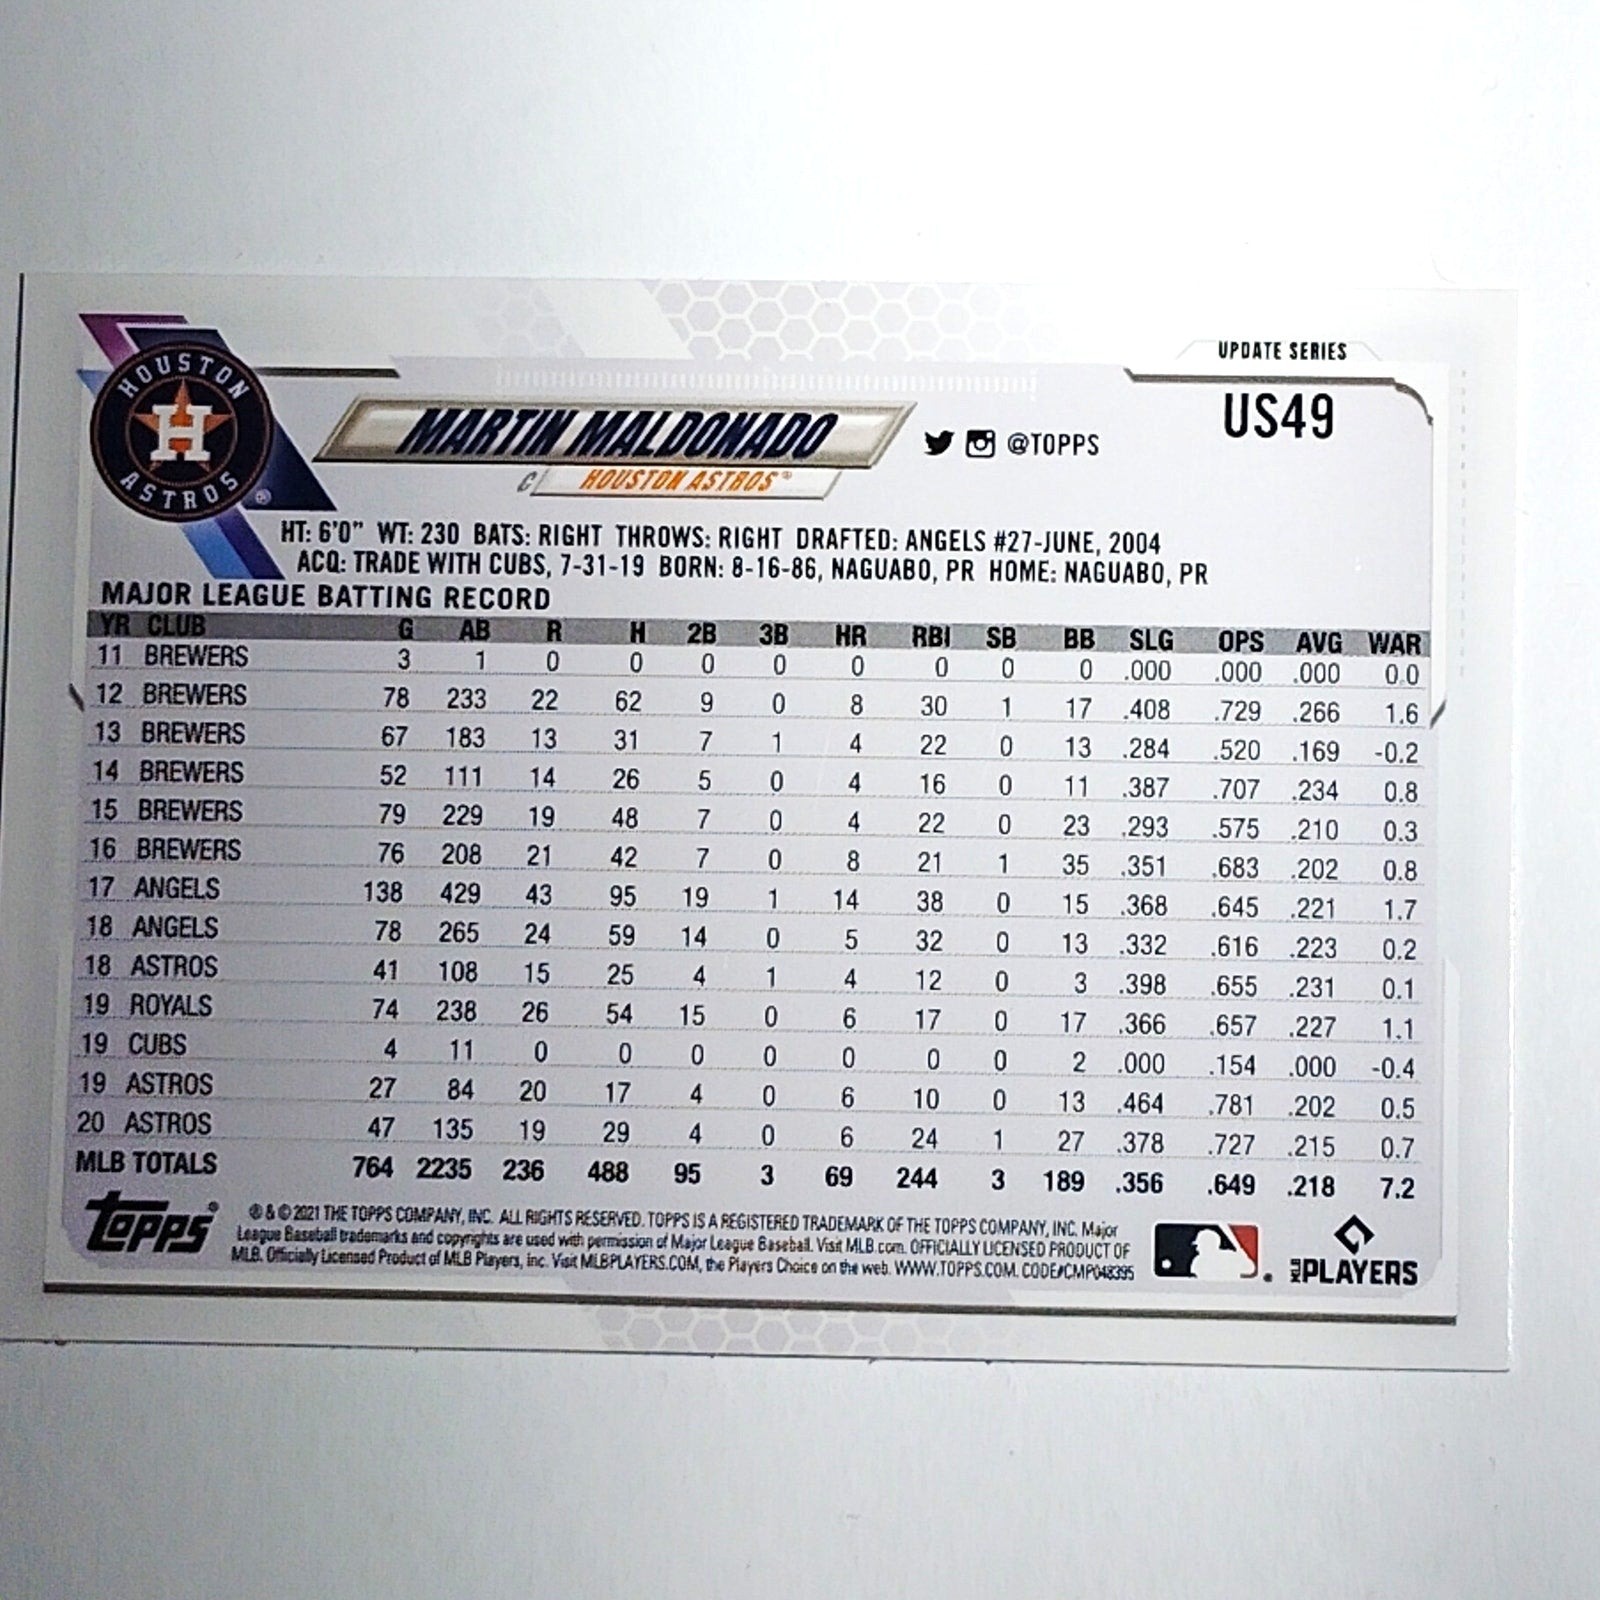 UPDATE SERIES
US49
HOUSTON
H
ASTROS ®
MARTIN MALDONADO
@TOPPS
C HOUSTON ASTROS®
HT: 6'0" WT: 230 BATS: RIGHT THROWS: RIGHT DRAFTED: ANGELS #27-JUNE, 2004
ACQ: TRADE WITH CUBS, 7-31-19 BORN: 8-16-86, NAGUABO, PR HOME: NAGUABO, PR
MAJOR LEAGUE BATTING RECORD
YR CLUB G AB R H 2B 3B HR RBI SB BB SLG OPS AVG WAR
11 BREWERS 3 1 0 0 0 0 0 0 0 0 .000 .000 .000 0.0
12 BREWERS 78 233 22 62 9 0 8 30 1 17 .408 .729 .266 1.6
13 BREWERS 67 183 13 31 7 1 4 22 0 13 .284 .520 .169 -0.2
14 BREWERS 52 111 14 26 5 0 4 16 0 11 .387 .707 .234 0.8
15 BREWERS 79 229 19 48 7 0 4 22 0 23 .293 .575 .210 0.3
16 BREWERS 76 208 21 42 7 0 8 21 1 35 .351 .683 .202 0.8
17 ANGELS 138 429 43 95 19 1 14 38 0 15 .368 .645 .221 1.7
18 ANGELS 78 265 24 59 14 0 5 32 0 13 .332 .616 .223 0.2
18 ASTROS 41 108 15 25 4 1 4 12 0 3 .398 .655 .231 0.1
19 ROYALS 74 238 26 54 15 0 6 17 0 17 .366 .657 .227 1.1
19 CUBS 4 11 0 0 0 0 0 0 0 2 .000 .154 .000 -0.4
19 ASTROS 27 84 20 17 4 0 6 10 0 13 .464 .781 .202 0.5
20 ASTROS 47 135 19 29 4 0 6 24 1 27 .378 .727 .215 0.7
MLB TOTALS 764 2235 236 488 95 3 69 244 3 189 .356 .649 .218 7.2
Topps®
® & © 2021 THE TOPPS COMPANY, INC. ALL RIGHTS RESERVED. TOPPS IS A REGISTERED TRADEMARK OF THE TOPPS COMPANY, INC. Major
League Baseball trademarks and copyrights are used with permission of Major League Baseball. Visit MLB.com. OFFICIALLY LICENSED PRODUCT OF
MLB. Officially Licensed Product of MLB Players, Inc. Visit MLBPLAYERS.COM, the Players Choice on the web. WWW.TOPPS.COM. CODE#CMP048395
MLB PLAYERS